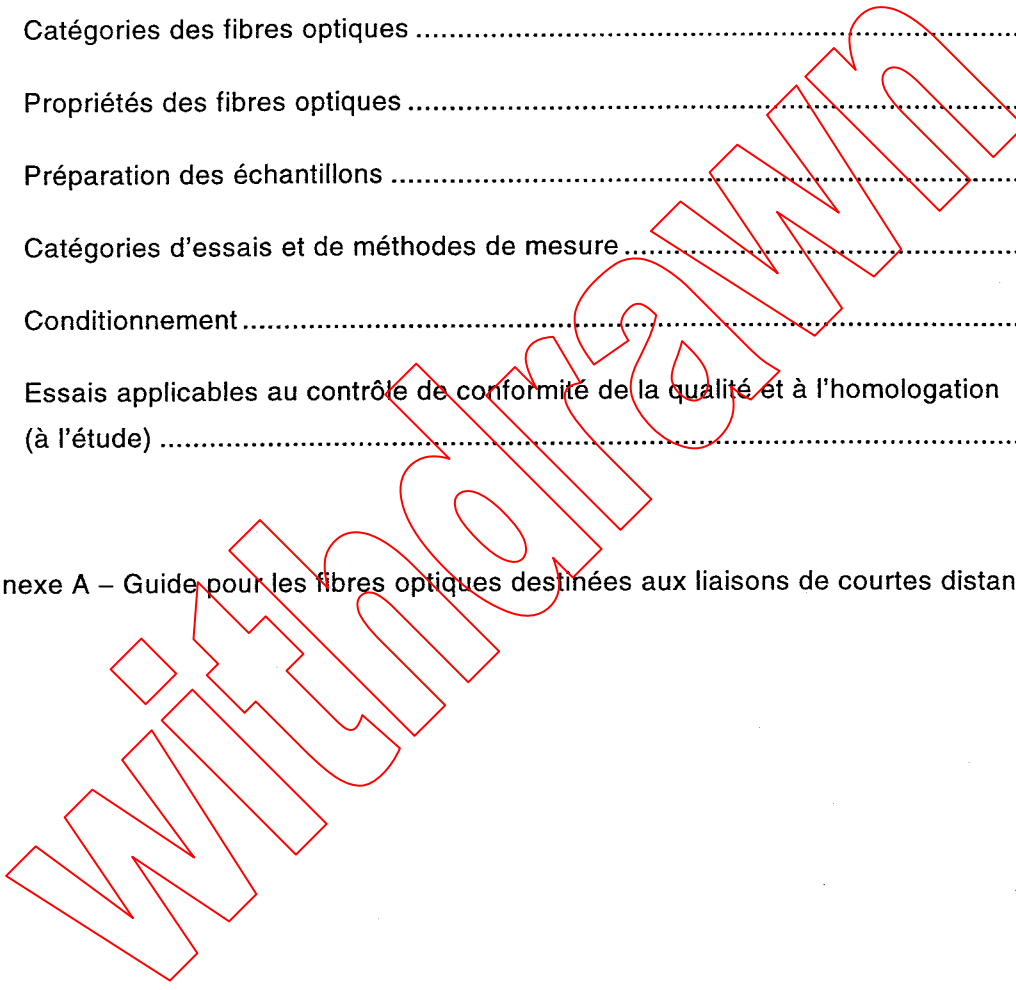 Catégories des fibres optiques ........................................................................
Propriétés des fibres optiques ........................................................................
Préparation des échantillons ..........................................................................
Catégories d'essais et de méthodes de mesure ................................................
Conditionnement ............................................................................................
Essais applicables au contrôle de conformité de la qualité et à l'homologation
(à l'étude) ......................................................................................................
nexe A – Guide pour les fibres optiques destinées aux liaisons de courtes distan
withdrawn